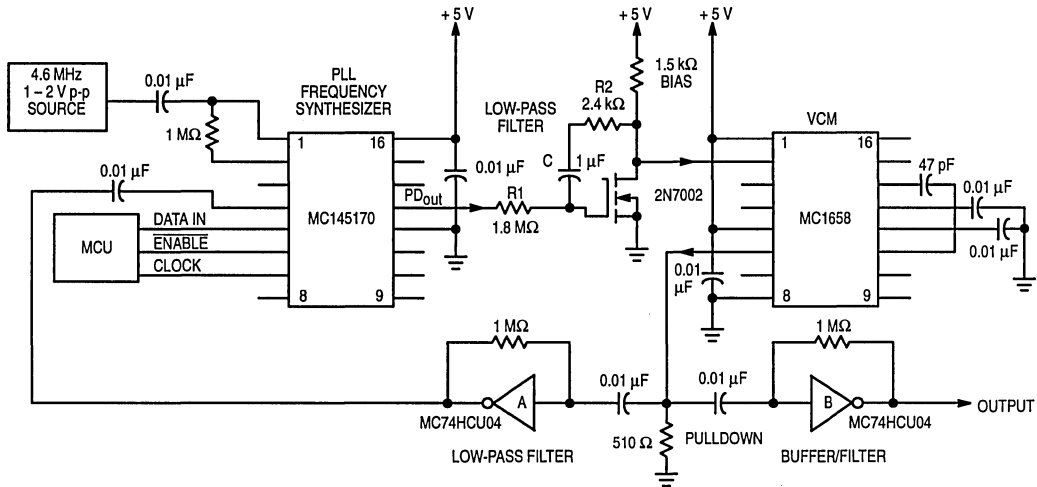 + 5 V
+ 5 V
+ 5 V
4.6 MHz
1 – 2 V p-p
SOURCE
0.01 µF
1 MΩ
PLL
FREQUENCY
SYNTHESIZER
LOW-PASS
FILTER
R2
2.4 kΩ
1.5 kΩ
BIAS
VCM
1
16
1
16
0.01 µF
0.01 µF
C
1 µF
47 pF
0.01 µF
PDout
R1
1.8 MΩ
2N7002
MC145170
MC1658
0.01 µF
MCU
DATA IN
ENABLE
CLOCK
0.01
µF
8
9
8
9
1 MΩ
1 MΩ
0.01 µF
0.01 µF
A
B
OUTPUT
MC74HCU04
MC74HCU04
510 Ω
PULLDOWN
LOW-PASS FILTER
BUFFER/FILTER